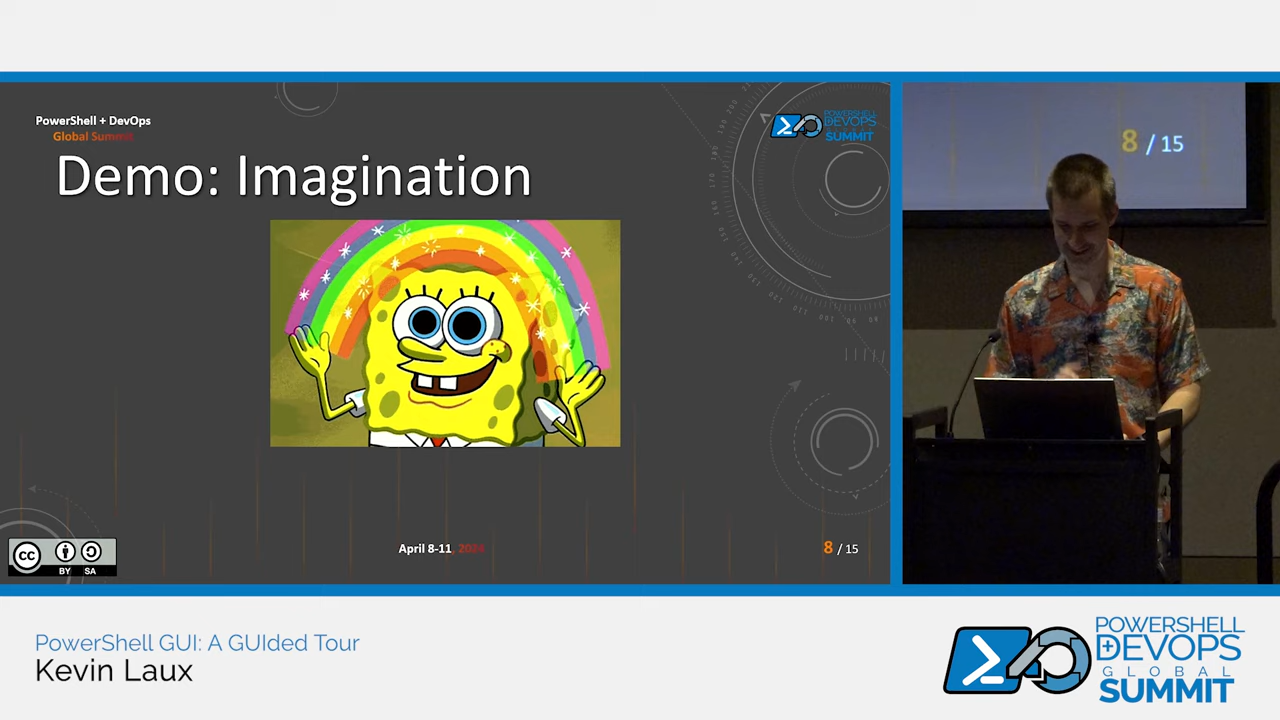 PowerShell + DevOps
Global Summit
Demo: Imagination
POWERSHELL
DEVOPS
SUMMIT
8 / 15
April 8-11, 2024
8 / 15
CC BY SA
PowerShell GUI: A GUIded Tour
Kevin Laux
POWERSHELL
DEVOPS
GLOBAL
SUMMIT